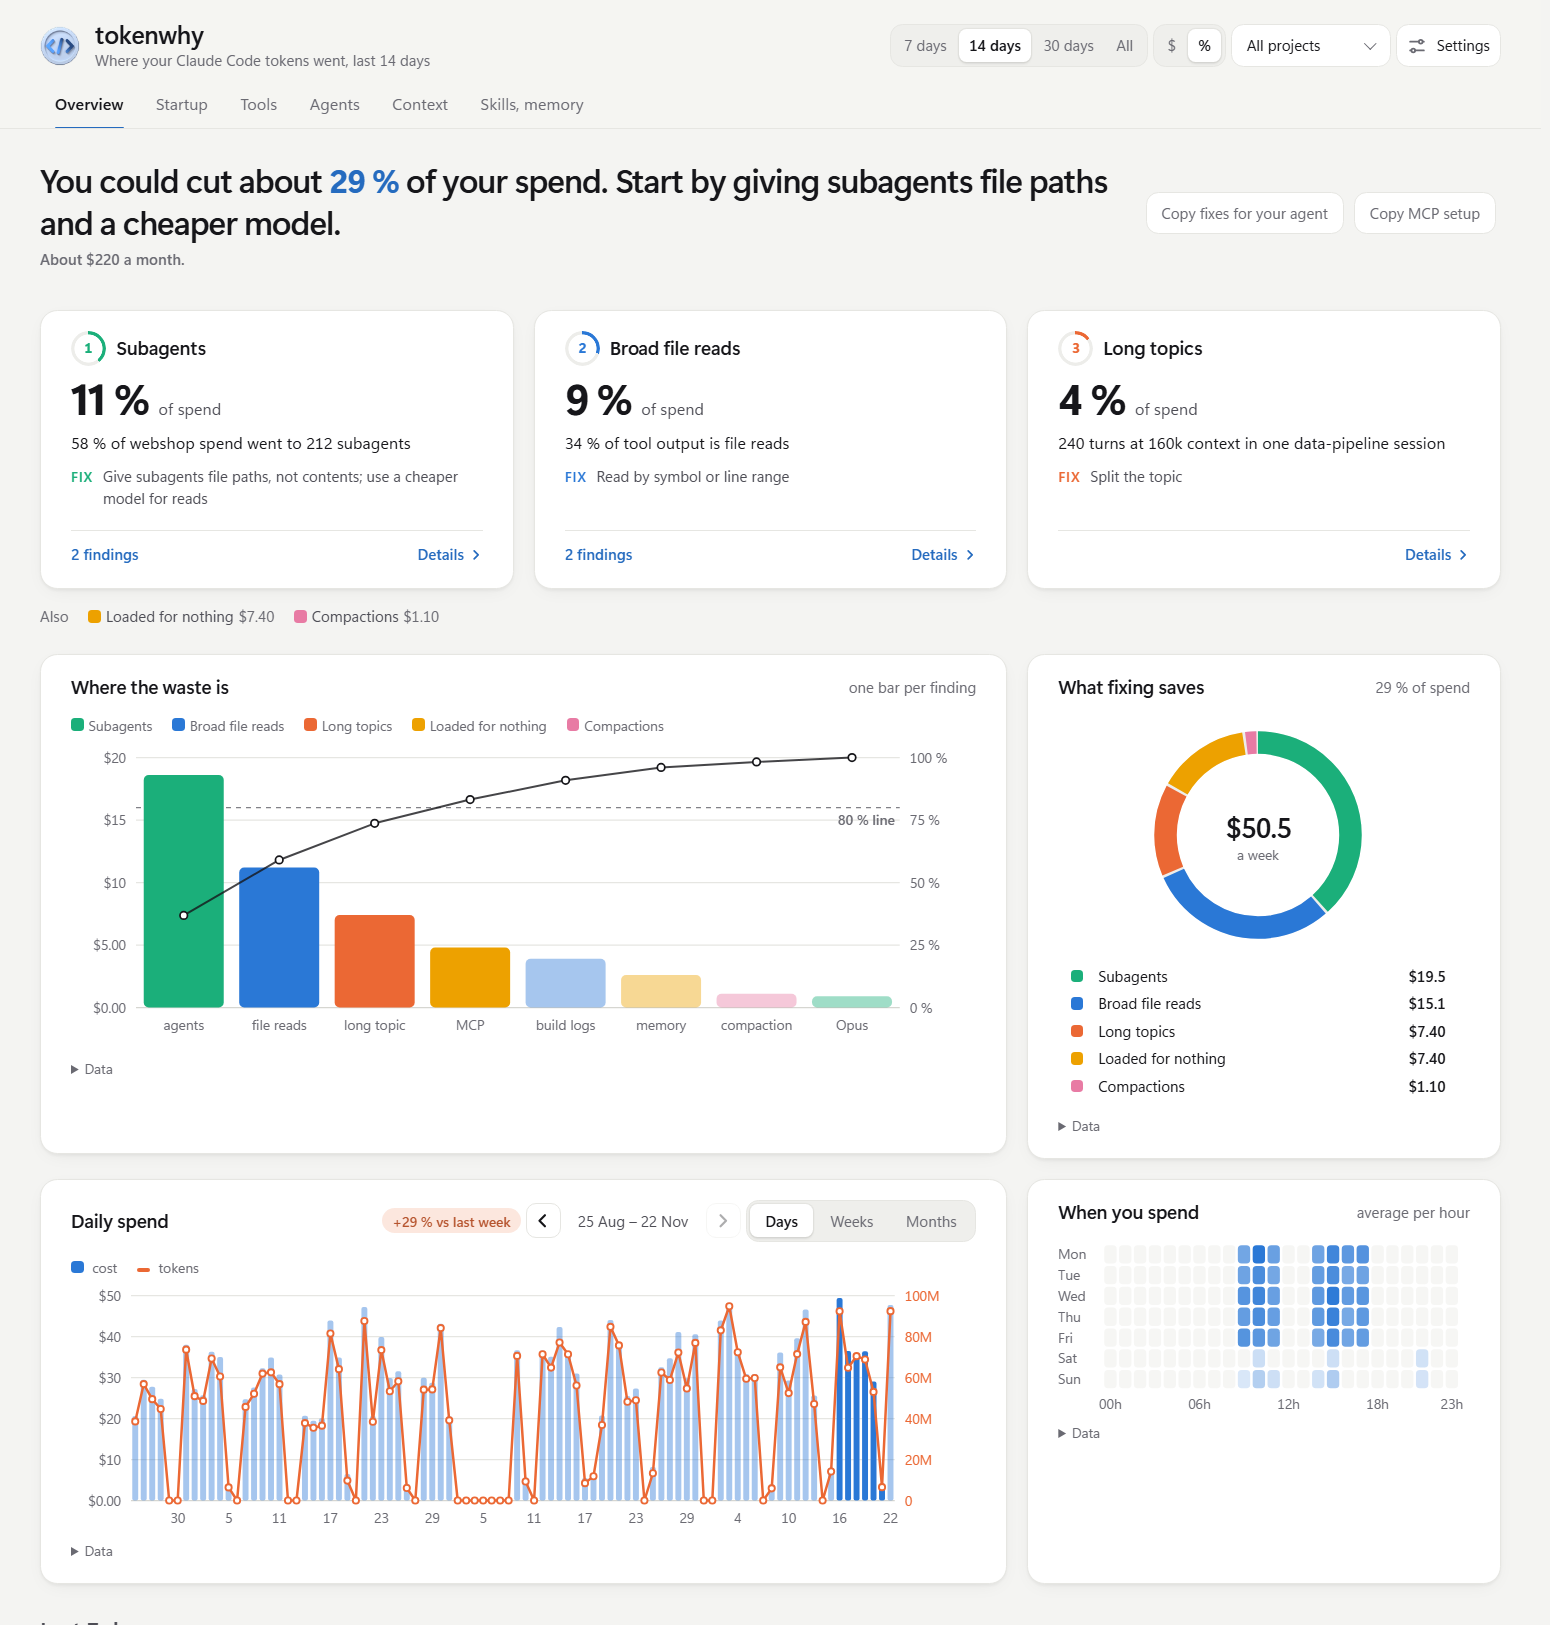 tokenwhy
Where your Claude Code tokens went, last 14 days
7 days 14 days 30 days All
$ %
All projects
Settings
Overview Startup Tools Agents Context Skills, memory
You could cut about 29 % of your spend. Start by giving subagents file paths
and a cheaper model.
About $220 a month.
Copy fixes for your agent
Copy MCP setup
1 Subagents
11 % of spend
58 % of webshop spend went to 212 subagents
FIX Give subagents file paths, not contents; use a cheaper
model for reads
2 findings Details
2 Broad file reads
9 % of spend
34 % of tool output is file reads
FIX Read by symbol or line range
2 findings Details
3 Long topics
4 % of spend
240 turns at 160k context in one data-pipeline session
FIX Split the topic
Details
Also Loaded for nothing $7.40 Compactions $1.10
Where the waste is
one bar per finding
Subagents Broad file reads Long topics Loaded for nothing Compactions
$20 100 %
80 % line
$15 75 %
$10 50 %
$5.00 25 %
$0.00 0 %
agents file reads long topic MCP build logs memory compaction Opus
Data
What fixing saves
29 % of spend
$50.5
a week
Subagents $19.5
Broad file reads $15.1
Long topics $7.40
Loaded for nothing $7.40
Compactions $1.10
Data
Daily spend
+29 % vs last week
25 Aug – 22 Nov
Days Weeks Months
cost tokens
$50 100M
$40 80M
$30 60M
$20 40M
$10 20M
$0.00 0
30 5 11 17 23 29 5 11 17 23 29 4 10 16 22
Data
When you spend
average per hour
Mon
Tue
Wed
Thu
Fri
Sat
Sun
00h 06h 12h 18h 23h
Data